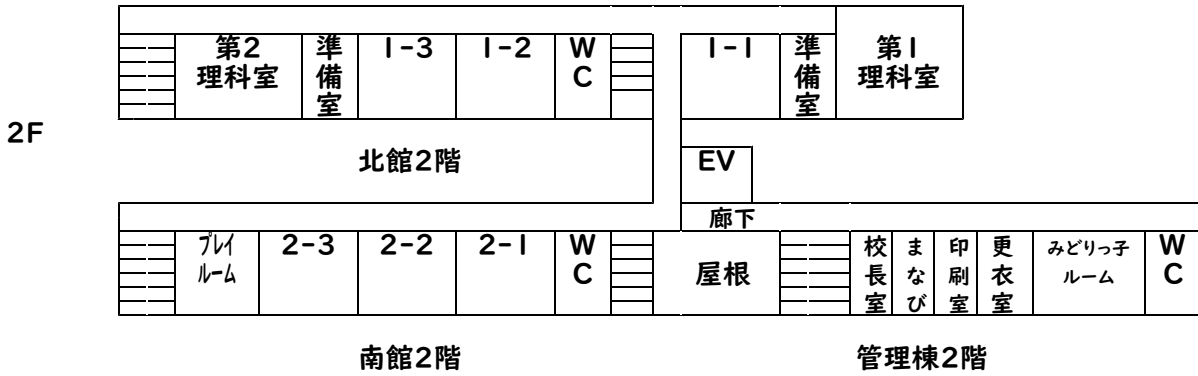 2F
第2
理科室
準備室
1-3
1-2
WC
1-1
準備室
第1
理科室
北館2階
EV
廊下
プレイ
ルーム
2-3
2-2
2-1
WC
屋根
校長室
まなび
印刷室
更衣室
みどりっ子
ルーム
WC
南館2階
管理棟2階